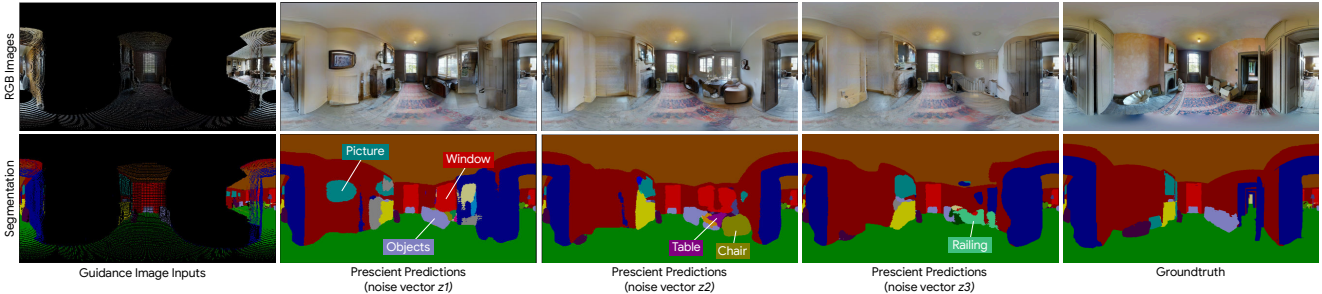 RGB Images
Segmentation
Picture
Window
Objects
Table
Chair
Railing
Guidance Image Inputs
Prescient Predictions
(noise vector z1)
Prescient Predictions
(noise vector z2)
Prescient Predictions
(noise vector z3)
Groundtruth